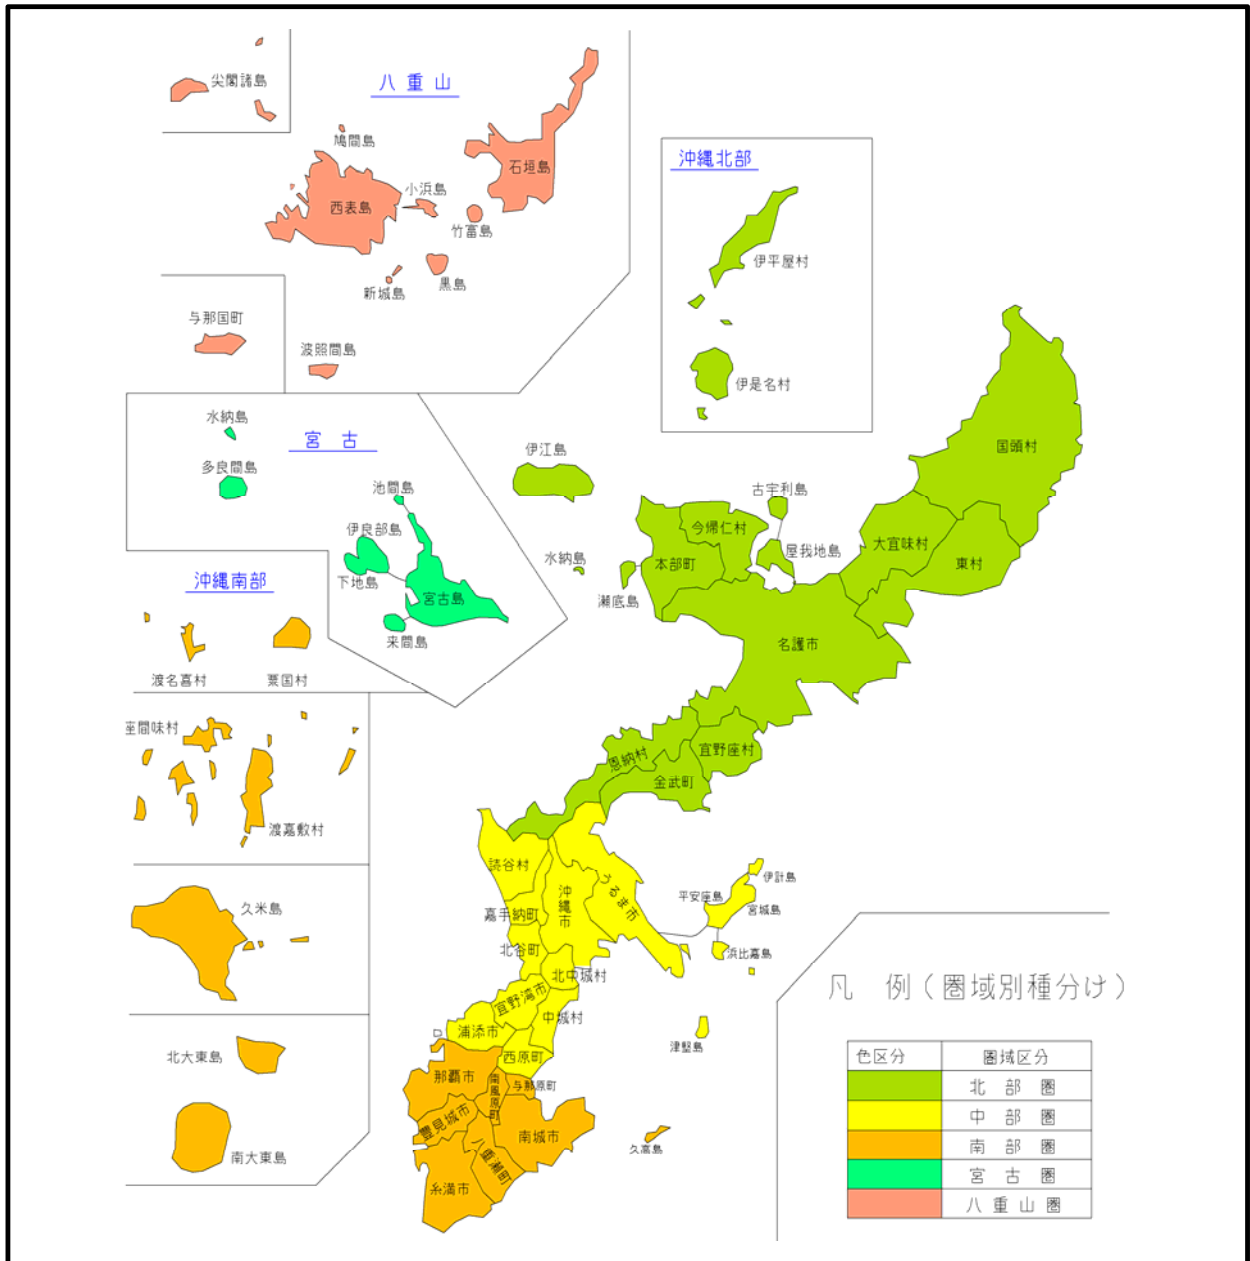 尖閣諸島
八重山
鳩間島
石垣島
小浜島
西表島
竹富島
黒島
新城島
与那国町
波照間島
沖縄北部
伊平屋村
伊是名村
水納島
宮古
多良間島
池間島
伊良部島
下地島
宮古島
来間島
沖縄南部
渡名喜村
粟国村
座間味村
渡嘉敷村
久米島
北大東島
南大東島
伊江島
国頭村
古宇利島
今帰仁村
大宜味村
屋我地島
水納島
本部町
東村
瀬底島
名護市
宜野座村
恩納村
金武町
読谷村
うるま市
沖縄市
伊計島
平安座島
宮城島
嘉手納町
北谷町
浜比嘉島
北中城村
宜野湾市
中城村
浦添市
津堅島
西原町
那覇市
南風原町
与那原町
豊見城市
南城市
久高島
重瀬町
糸満市
凡 例（圏域別種分け）
色区分 圏域区分
北部圏
中部圏
南部圏
宮古圏
八重山圏